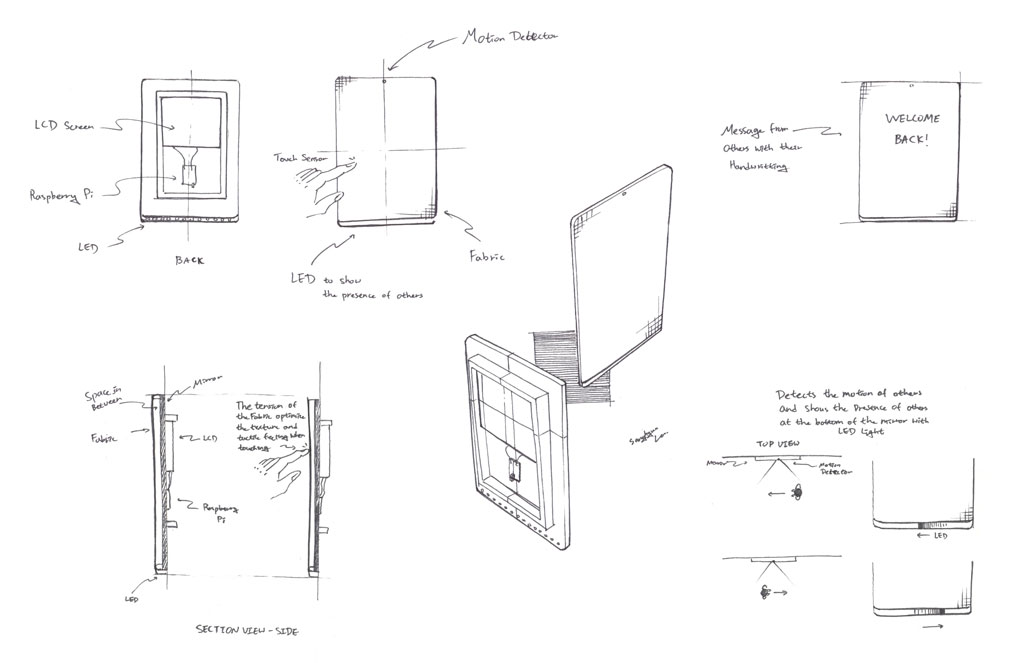 Motion Detector
LCD Screen
Raspberry Pi
LED
BACK
Touch Sensor
LED to show
the presence of others
Fabric
Message from
others with their
Handwritting
WELCOME
BACK!
Space in
Between
Mirror
Fabric
LCD
Raspberry
Pi
LED
The tension of
the Fabric optimize
the texture and
tactile feeling when
touching
SECTION VIEW - SIDE
Detects the motion of others
And shows the Presence of others
at the bottom of the mirror with
LED Light
TOP VIEW
Mirror
Motion
Detector
LED